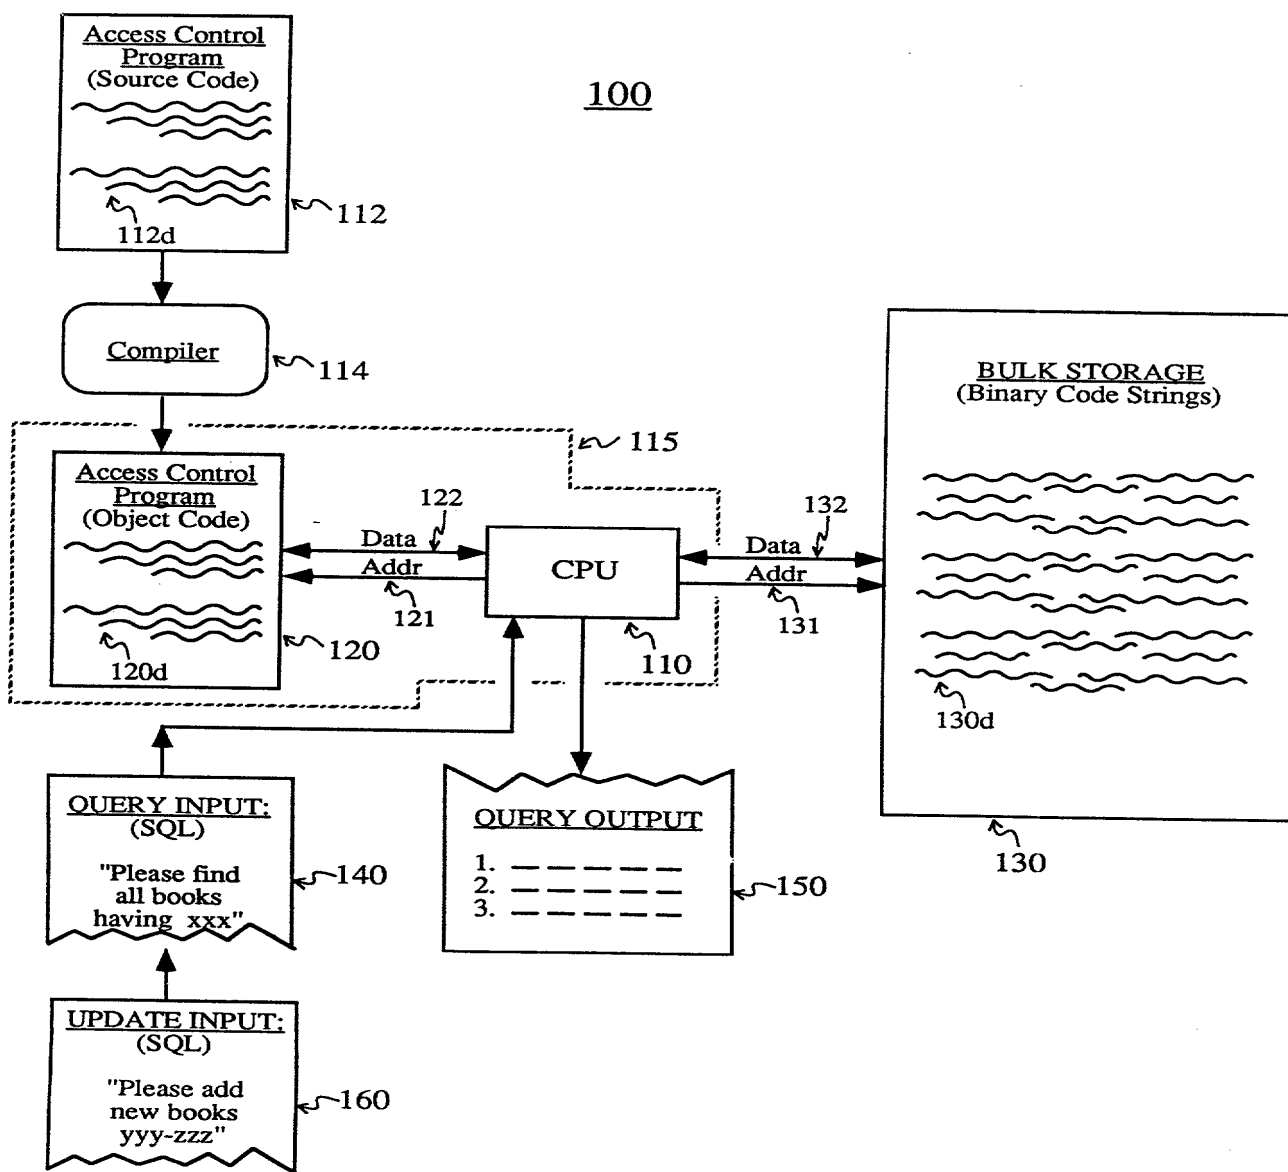 Access Control
Program
(Source Code)
112d
112
100
Compiler
114
115
Access Control
Program
(Object Code)
120d
120
122
Data
Addr
121
CPU
110
132
Data
Addr
131
BULK STORAGE
(Binary Code Strings)
130d
130
QUERY INPUT:
(SQL)
"Please find
all books
having xxx"
140
QUERY OUTPUT
1.
2.
3.
150
UPDATE INPUT:
(SQL)
"Please add
new books
yyy-zzz"
160